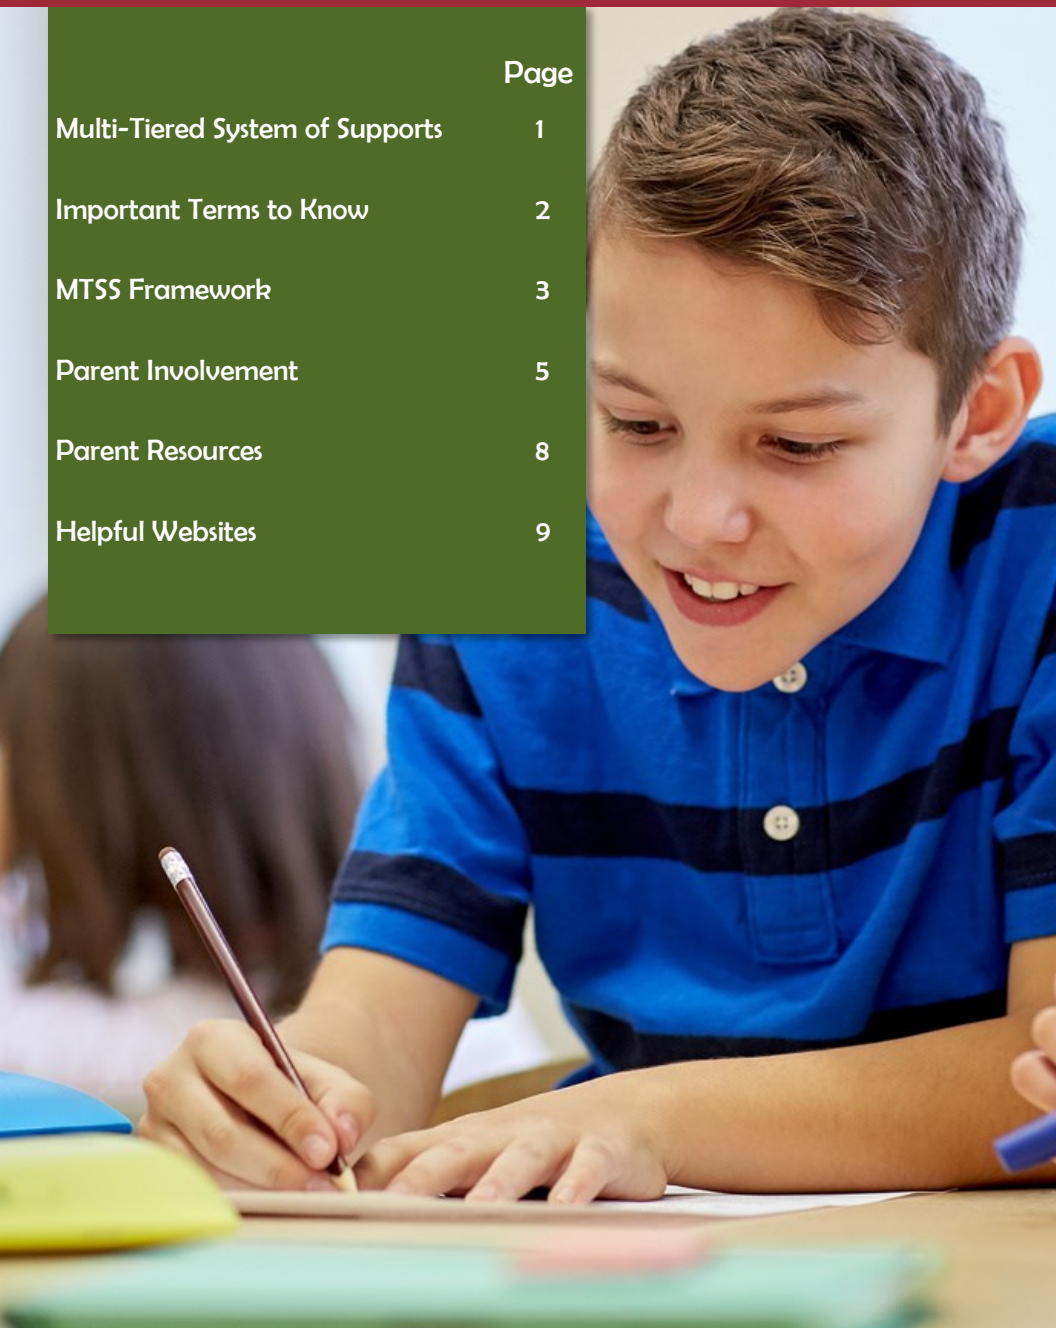 Page
Multi-Tiered System of Supports 1
Important Terms to Know 2
MTSS Framework 3
Parent Involvement 5
Parent Resources 8
Helpful Websites 9